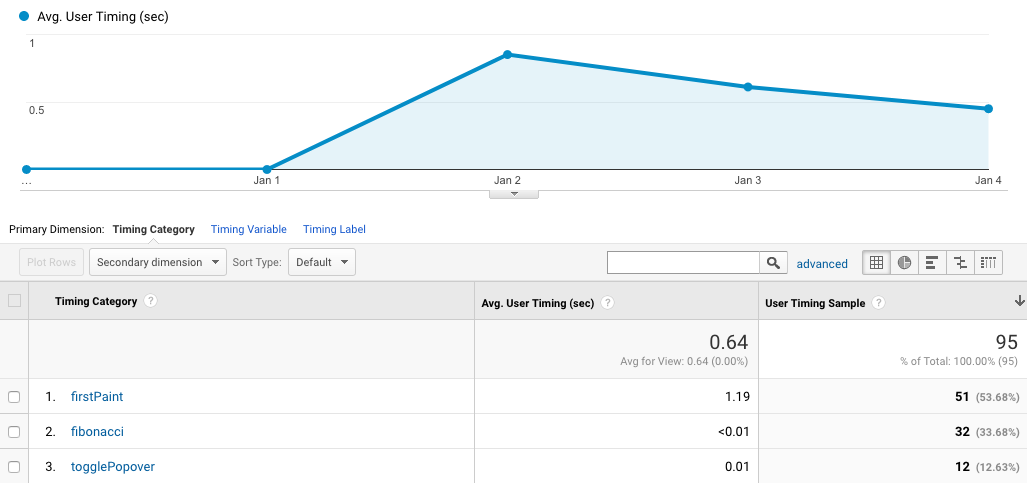 Avg. User Timing (sec)
1
0.5
... Jan 1 Jan 2 Jan 3 Jan 4
Primary Dimension: Timing Category Timing Variable Timing Label
Plot Rows Secondary dimension Sort Type: Default advanced
Timing Category ? Avg. User Timing (sec) ? User Timing Sample ?
0.64 95
Avg for View: 0.64 (0.00%) % of Total: 100.00% (95)
1. firstPaint 1.19 51 (53.68%)
2. fibonacci <0.01 32 (33.68%)
3. togglePopover 0.01 12 (12.63%)